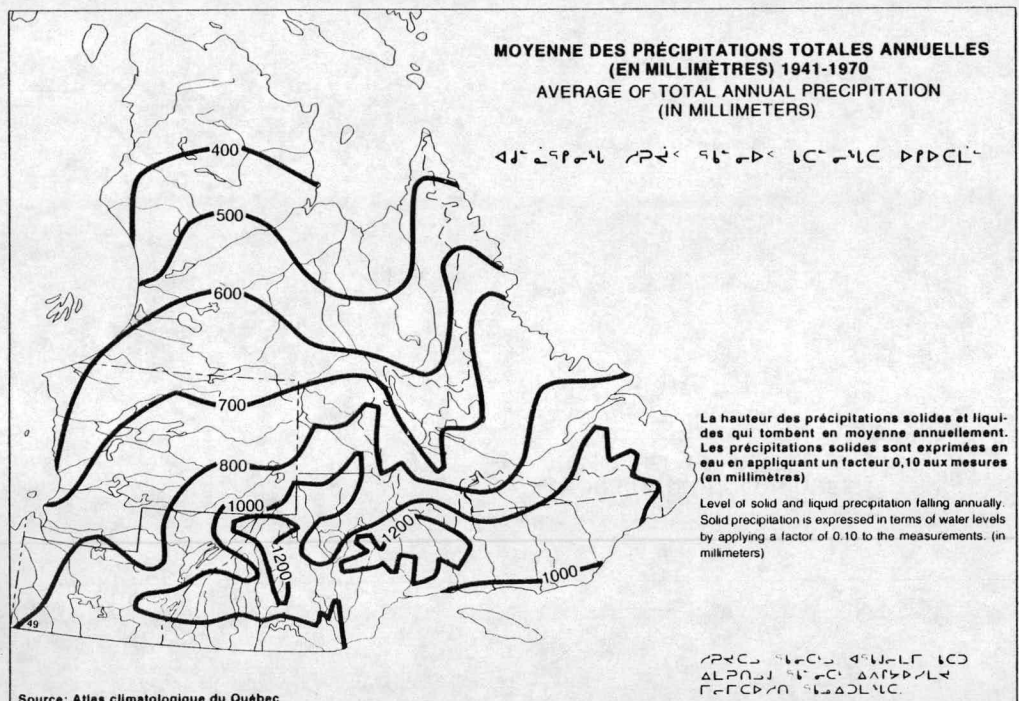 MOYENNE DES PRÉCIPITATIONS TOTALES ANNUELLES
(EN MILLIMÈTRES) 1941-1970
AVERAGE OF TOTAL ANNUAL PRECIPITATION
(IN MILLIMETERS)
400
500
600
700
800
1000
1200
1200
1000
49
La hauteur des précipitations solides et liqui-
des qui tombent en moyenne annuellement.
Les précipitations solides sont exprimées en
eau en appliquant un facteur 0,10 aux mesures
(en millimètres)
Level of solid and liquid precipitation falling annually.
Solid precipitation is expressed in terms of water levels
by applying a factor of 0.10 to the measurements. (in
millimeters)
Source: Atlas climatologique du Québec